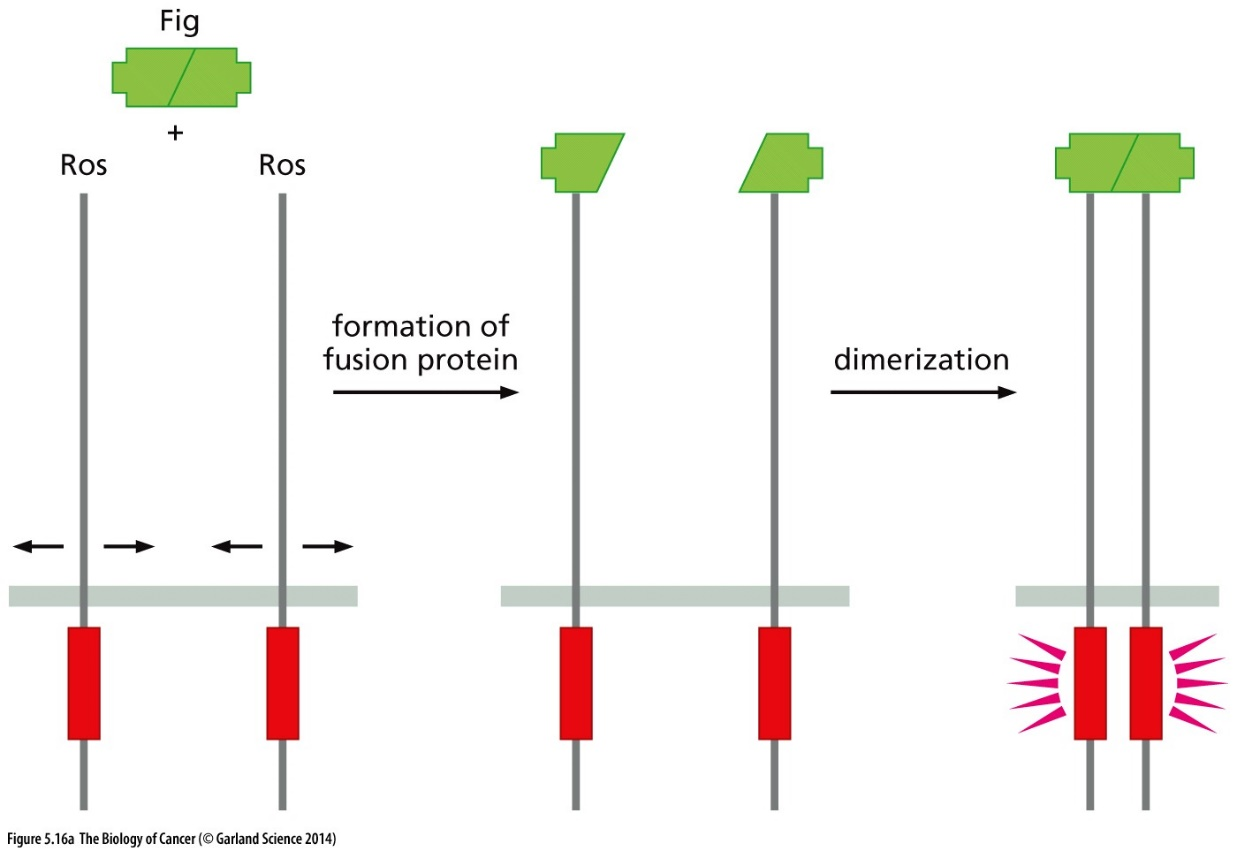 Fig
+
Ros
Ros
formation of
fusion protein
dimerization
Figure 5.16a The Biology of Cancer (© Garland Science 2014)